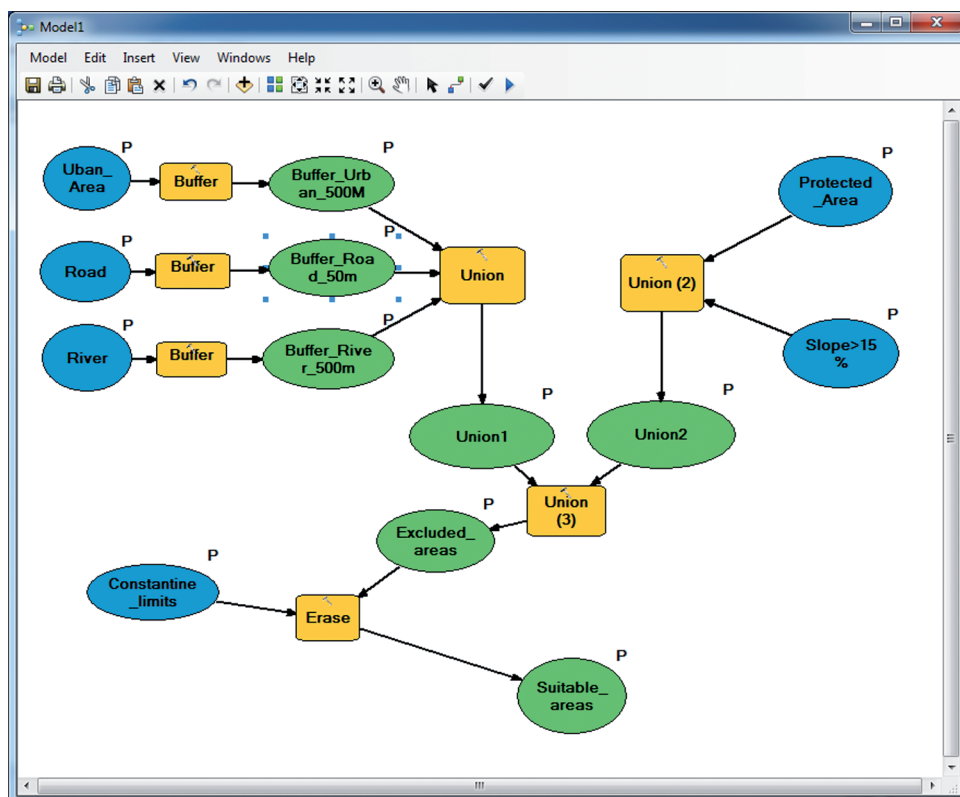 Model1
Model Edit Insert View Windows Help
P
Uban_
Area
Buffer
P
Buffer_Urb
an_500M
P
Protected
_Area
P
Road
Buffer
P
Buffer_Roa
d_50m
Union
Union (2)
P
River
Buffer
P
Buffer_Rive
r_500m
P
Slope>15
%
P
Union1
P
Union2
Union
(3)
P
Excluded_
areas
P
Constantine
_limits
Erase
P
Suitable_
areas